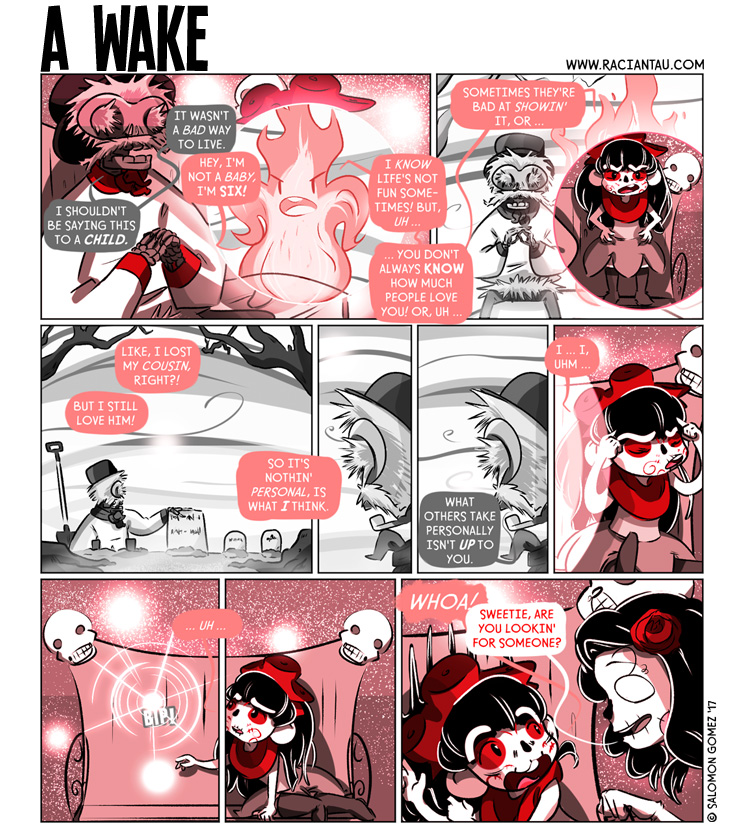 A WAKE
WWW.RACIANTAU.COM
IT WASN'T
A BAD WAY
TO LIVE.
HEY, I'M
NOT A BABY,
I'M SIX!
I SHOULDN'T
BE SAYING THIS
TO A CHILD.
I KNOW
LIFE'S NOT
FUN SOME-
TIMES! BUT,
UH ...
... YOU DON'T
ALWAYS KNOW
HOW MUCH
PEOPLE LOVE
YOU! OR, UH ...
SOMETIMES THEY'RE
BAD AT SHOWIN'
IT, OR ...
LIKE, I LOST
MY COUSIN,
RIGHT?!
BUT I STILL
LOVE HIM!
SO IT'S
NOTHIN'
PERSONAL, IS
WHAT I THINK.
WHAT
OTHERS TAKE
PERSONALLY
ISN'T UP TO
YOU.
I ... I,
UHM ...
... UH ...
BIP!
WHOA!
SWEETIE, ARE
YOU LOOKIN'
FOR SOMEONE?
© SALOMON GOMEZ '17